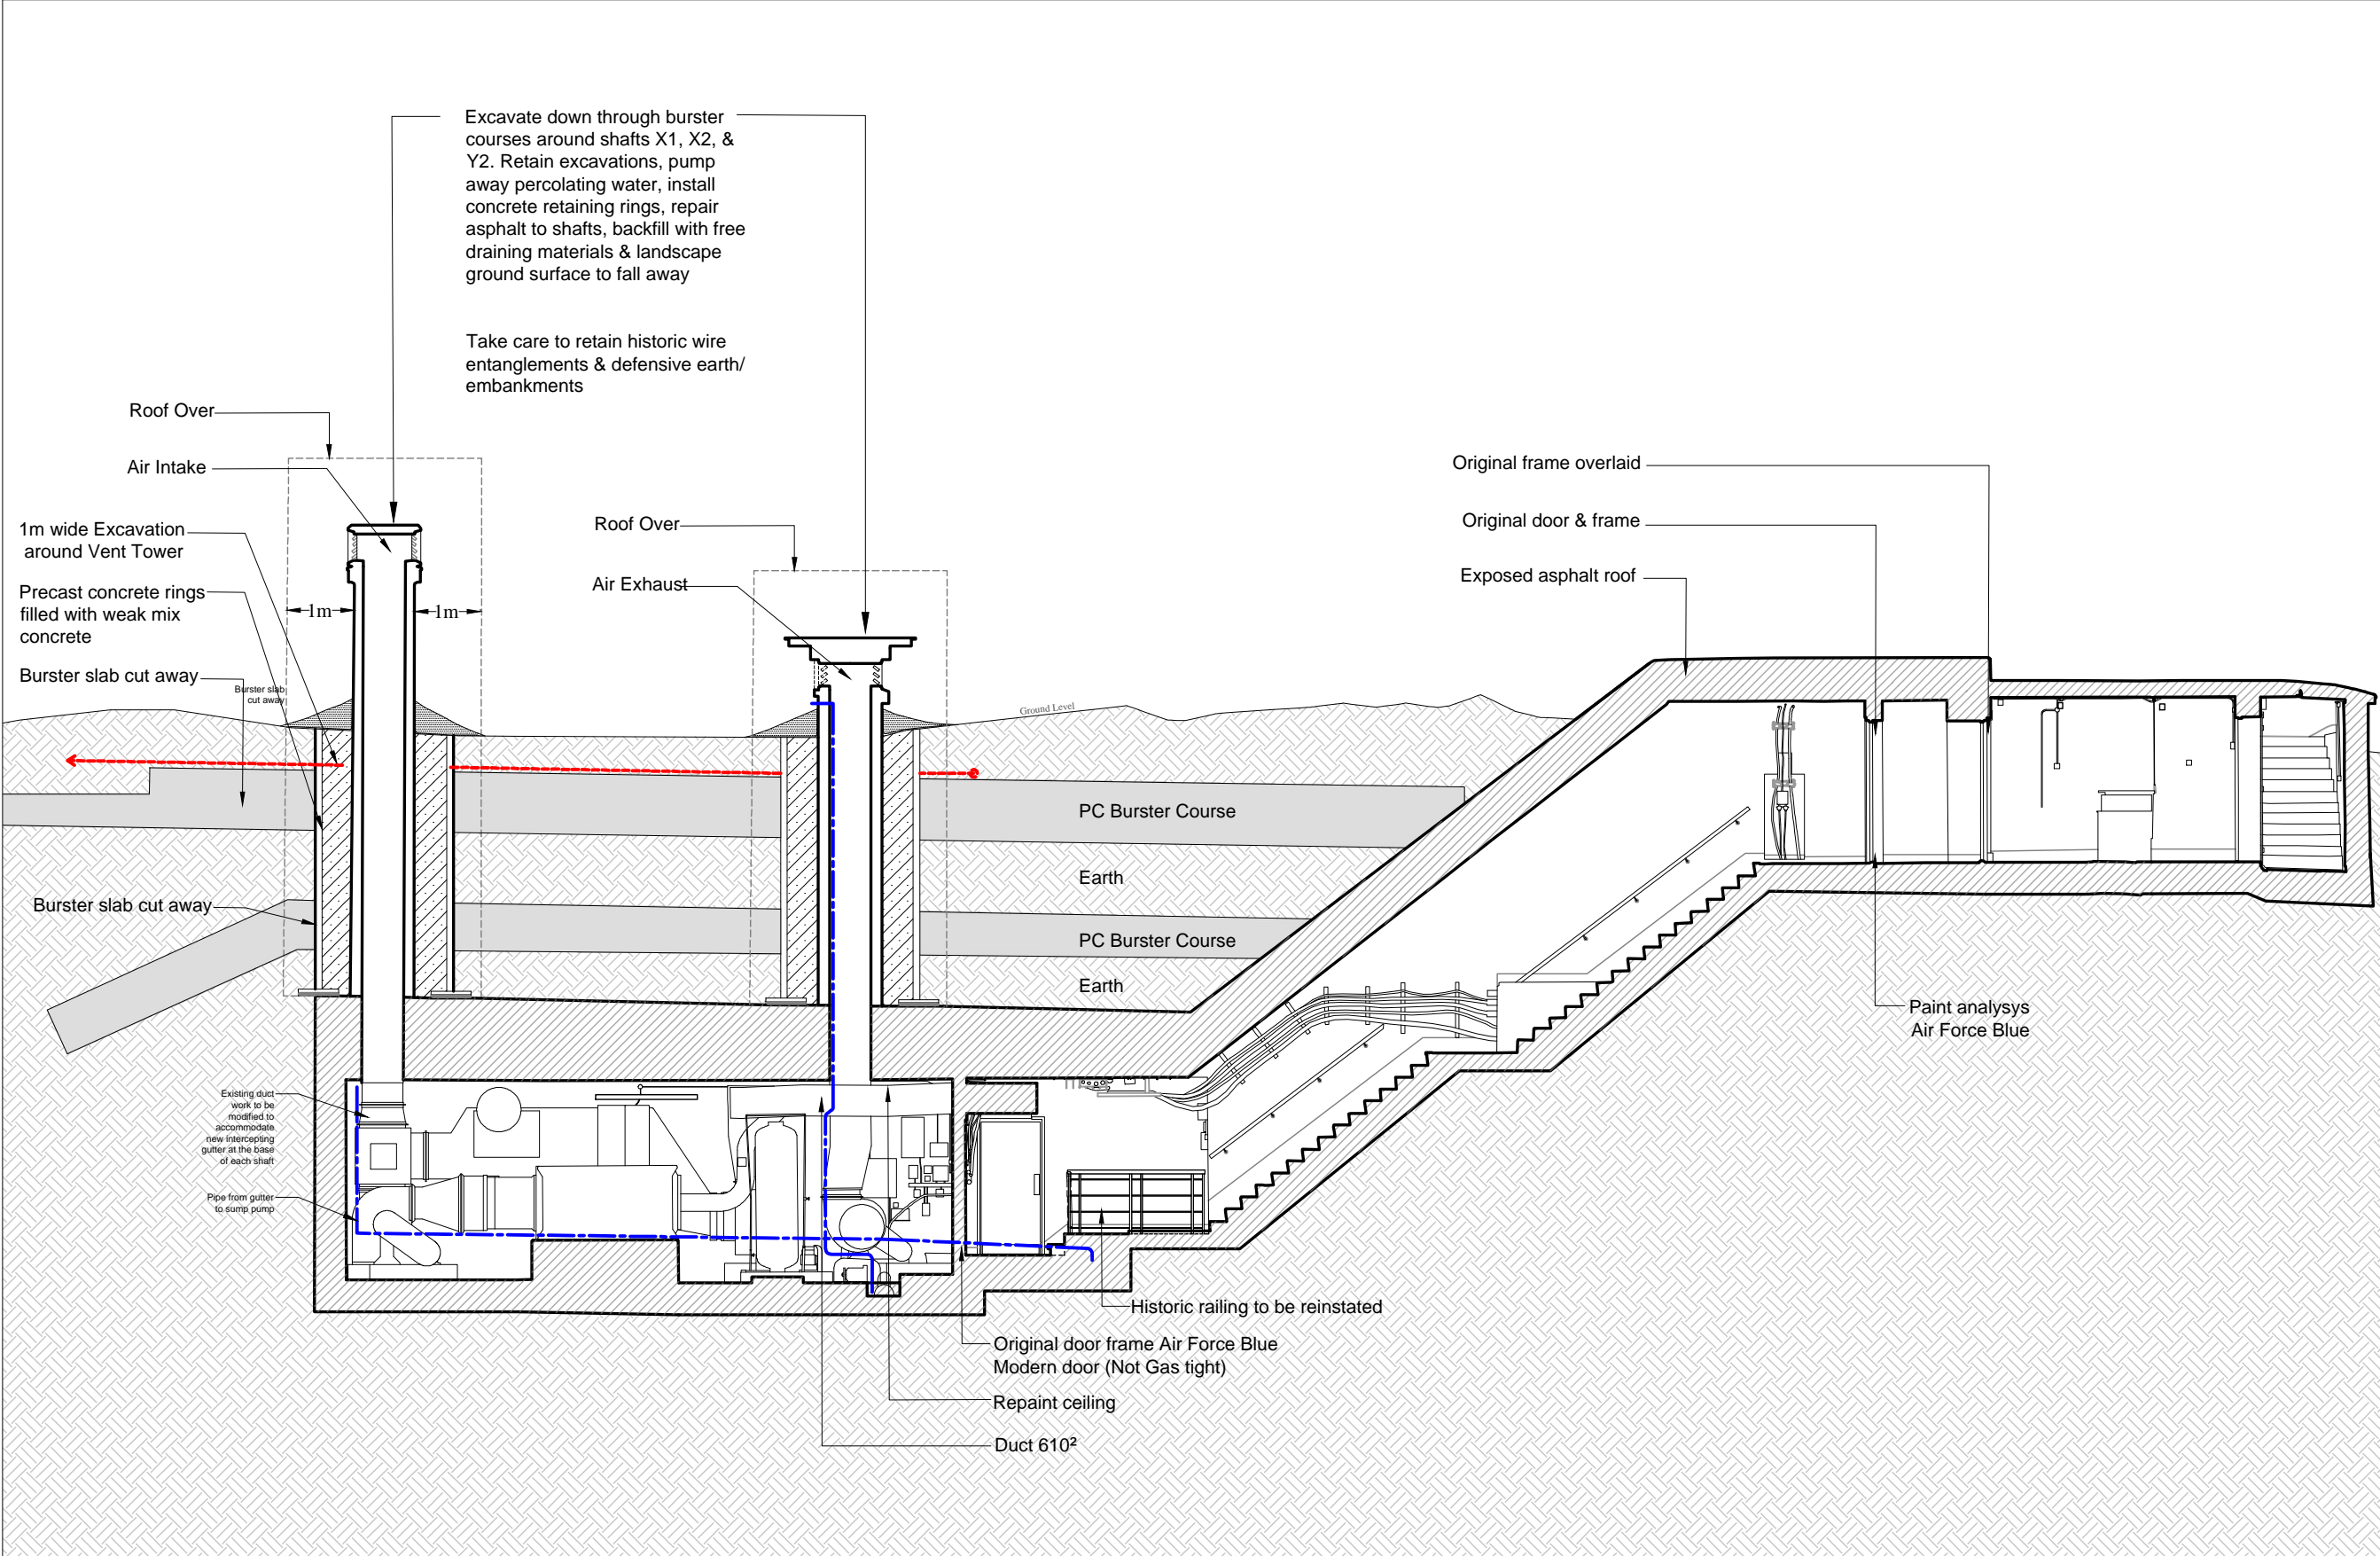 Excavate down through burster
courses around shafts X1, X2, &
Y2. Retain excavations, pump
away percolating water, install
concrete retaining rings, repair
asphalt to shafts, backfill with free
draining materials & landscape
ground surface to fall away
Take care to retain historic wire
entanglements & defensive earth/
embankments
Roof Over
Air Intake
1m wide Excavation
around Vent Tower
Precast concrete rings
filled with weak mix
concrete
Burster slab cut away
Burster slab
cut away
1m
1m
Roof Over
Air Exhaust
Ground Level
Original frame overlaid
Original door & frame
Exposed asphalt roof
PC Burster Course
Earth
PC Burster Course
Earth
Burster slab cut away
Paint analysys
Air Force Blue
Existing duct
work to be
modified to
accommodate
new intercepting
gutter at the base
of each shaft
Pipe from gutter
to sump pump
Historic railing to be reinstated
Original door frame Air Force Blue
Modern door (Not Gas tight)
Repaint ceiling
Duct 610²